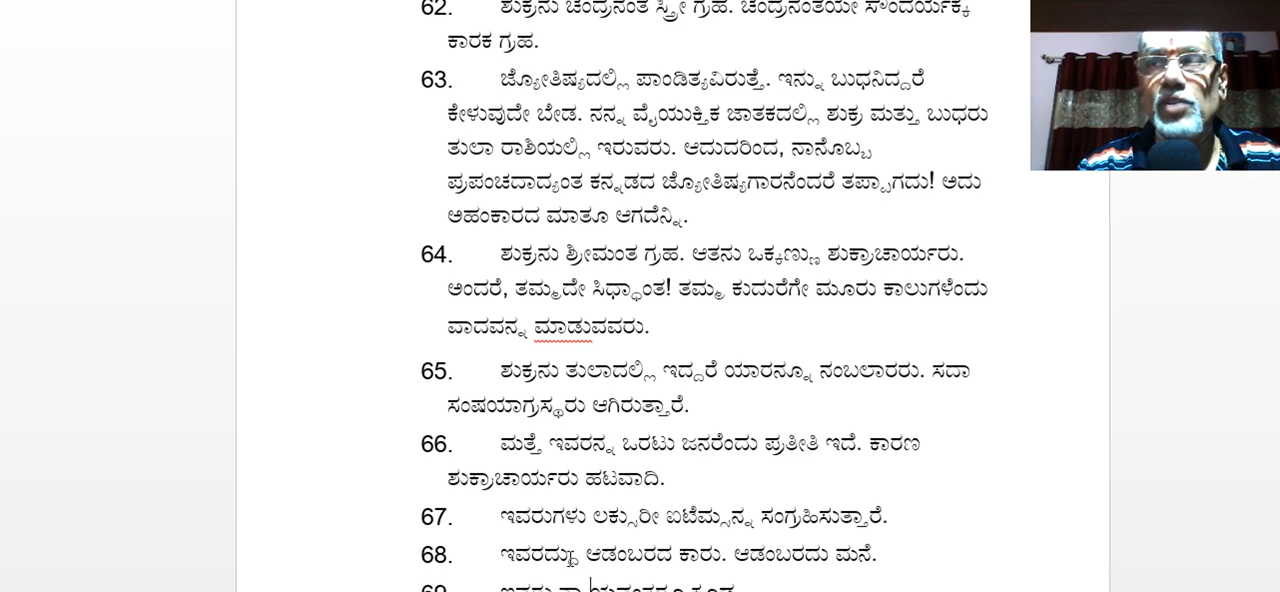 62. ಶುಕ್ರನು ಚಂದ್ರನಂತೆ ಸ್ತ್ರೀ ಗ್ರಹ. ಚಂದ್ರನಂತೆಯೇ ಸೌಂದರ್ಯಕ್ಕೆ
ಕಾರಕ ಗ್ರಹ.
63. ಜ್ಯೋತಿಷ್ಯದಲ್ಲಿ ಪಾಂಡಿತ್ಯವಿರುತ್ತೆ. ಇನ್ನು ಬುಧನಿದ್ದರೆ
ಕೇಳುವುದೇ ಬೇಡ. ನನ್ನ ವೈಯುಕ್ತಿಕ ಜಾತಕದಲ್ಲಿ ಶುಕ್ರ ಮತ್ತು ಬುಧರು
ತುಲಾ ರಾಶಿಯಲ್ಲಿ ಇರುವರು. ಆದುದರಿಂದ, ನಾನೊಬ್ಬ
ಪ್ರಪಂಚದಾದ್ಯಂತ ಕನ್ನಡದ ಜ್ಯೋತಿಷ್ಯಗಾರನೆಂದರೆ ತಪ್ಪಾಗದು! ಅದು
ಅಹಂಕಾರದ ಮಾತೂ ಆಗದೆನ್ನಿ.
64. ಶುಕ್ರನು ಶ್ರೀಮಂತ ಗ್ರಹ. ಆತನು ಒಕ್ಕಣ್ಣು ಶುಕ್ರಾಚಾರ್ಯರು.
ಅಂದರೆ, ತಮ್ಮದೇ ಸಿಧ್ಧಾಂತ! ತಮ್ಮ ಕುದುರೆಗೇ ಮೂರು ಕಾಲುಗಳೆಂದು
ವಾದವನ್ನ ಮಾಡುವವರು.
65. ಶುಕ್ರನು ತುಲಾದಲ್ಲಿ ಇದ್ದರೆ ಯಾರನ್ನೂ ನಂಬಲಾರರು. ಸದಾ
ಸಂಷಯಾಗ್ರಸ್ಥರು ಆಗಿರುತ್ತಾರೆ.
66. ಮತ್ತೆ ಇವರನ್ನ ಒರಟು ಜನರೆಂದು ಪ್ರತೀತಿ ಇದೆ. ಕಾರಣ
ಶುಕ್ರಾಚಾರ್ಯರು ಹಟವಾದಿ.
67. ಇವರುಗಳು ಲಕ್ಸುರೀ ಐಟೆಮ್ಸನ್ನ ಸಂಗ್ರಹಿಸುತ್ತಾರೆ.
68. ಇವರದ್ದು ಆಡಂಬರದ ಕಾರು. ಆಡಂಬರದು ಮನೆ.
69. ಇವರು